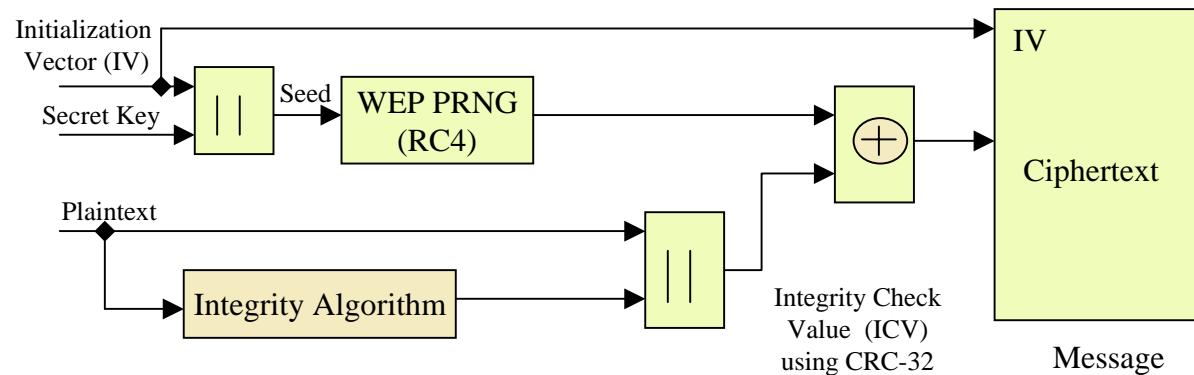 Initialization
Vector (IV)
Secret Key
||
Seed
WEP PRNG
(RC4)
IV
Ciphertext
Plaintext
Integrity Algorithm
||
Integrity Check
Value (ICV)
using CRC-32
Message